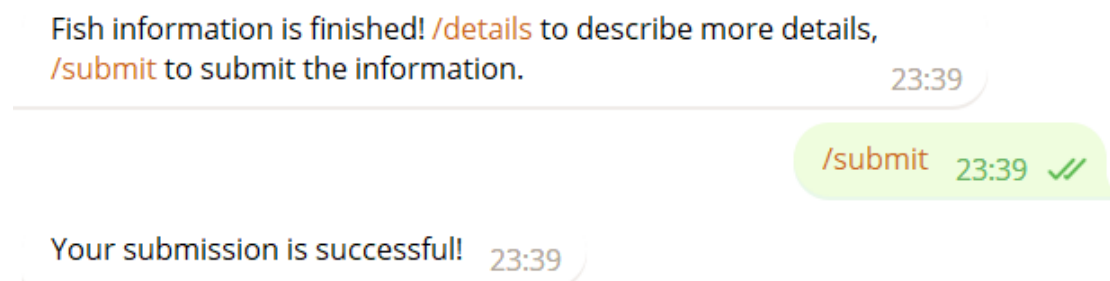 Fish information is finished! /details to describe more details,
/submit to submit the information.
23:39
/submit 23:39
Your submission is successful! 23:39